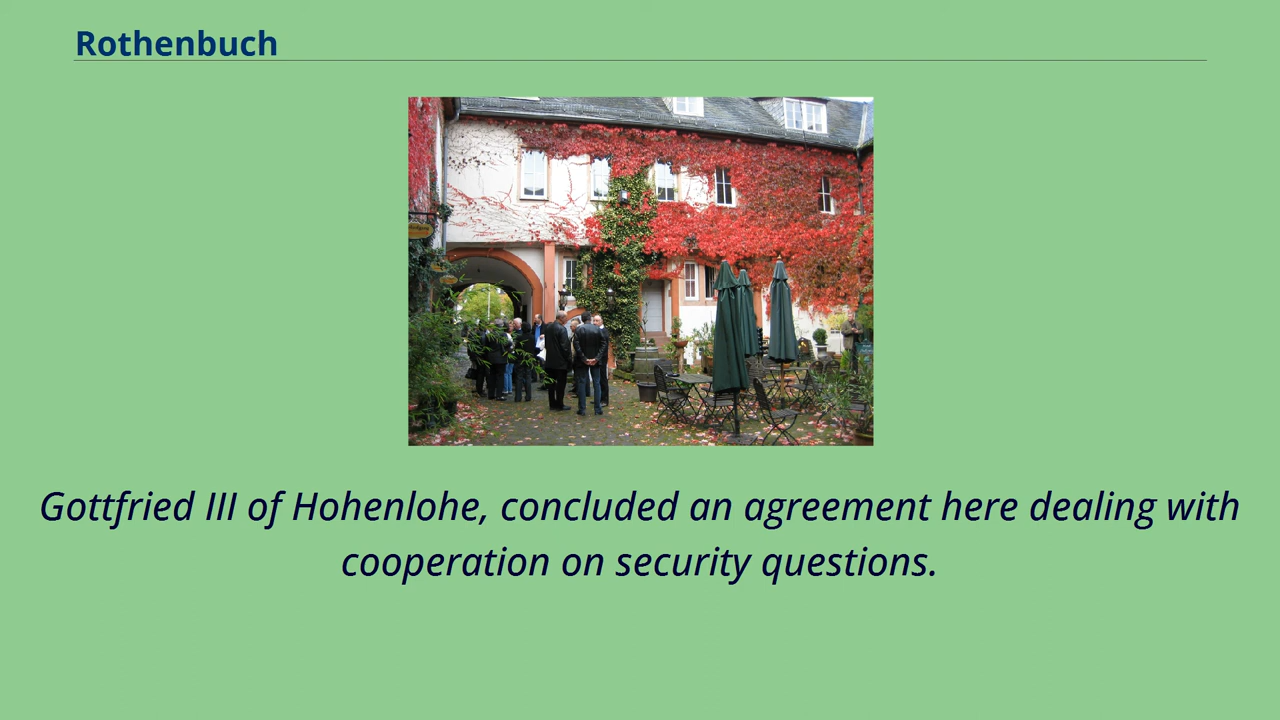 Rothenbuch
Gottfried III of Hohenlohe, concluded an agreement here dealing with
cooperation on security questions.